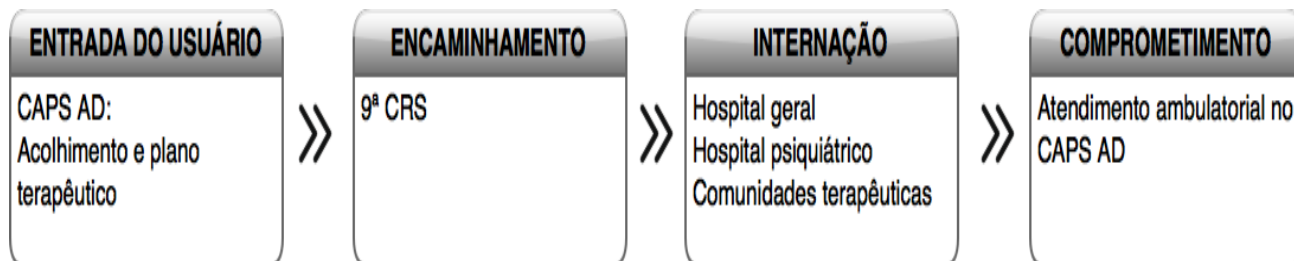 ENTRADA DO USUÁRIO
CAPS AD:
Acolhimento e plano
terapêutico
ENCAMINHAMENTO
9ª CRS
INTERNAÇÃO
Hospital geral
Hospital psiquiátrico
Comunidades terapêuticas
COMPROMETIMENTO
Atendimento ambulatorial no
CAPS AD